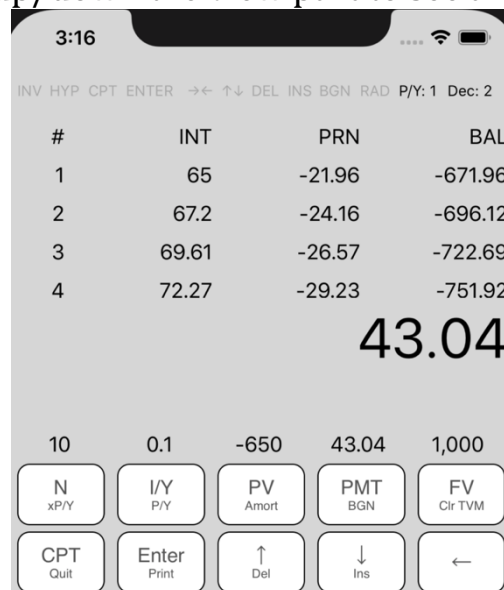 3:16
INV HYP CPT ENTER →← ↑↓ DEL INS BGN RAD P/Y: 1 Dec: 2
# INT PRN BAL
1 65 -21.96 -671.96
2 67.2 -24.16 -696.12
3 69.61 -26.57 -722.69
4 72.27 -29.23 -751.92
43.04
10 0.1 -650 43.04 1,000
N I/Y PV PMT FV
xP/Y P/Y Amort BGN Clr TVM
CPT Enter ↑ ↓ ←
Quit Print Del Ins